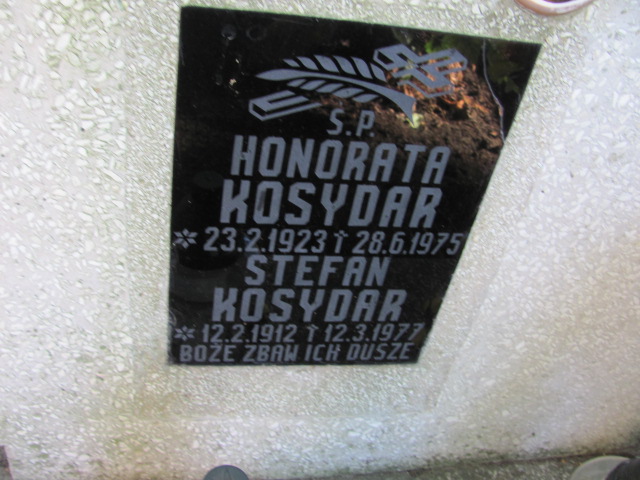 S.P.
HONORATA
KOSYDAR
* 23.2.1923 † 28.6.1975
STEFAN
KOSYDAR
* 12.2.1912 † 12.3.1977
BOŻE ZBAW ICH DUSZE